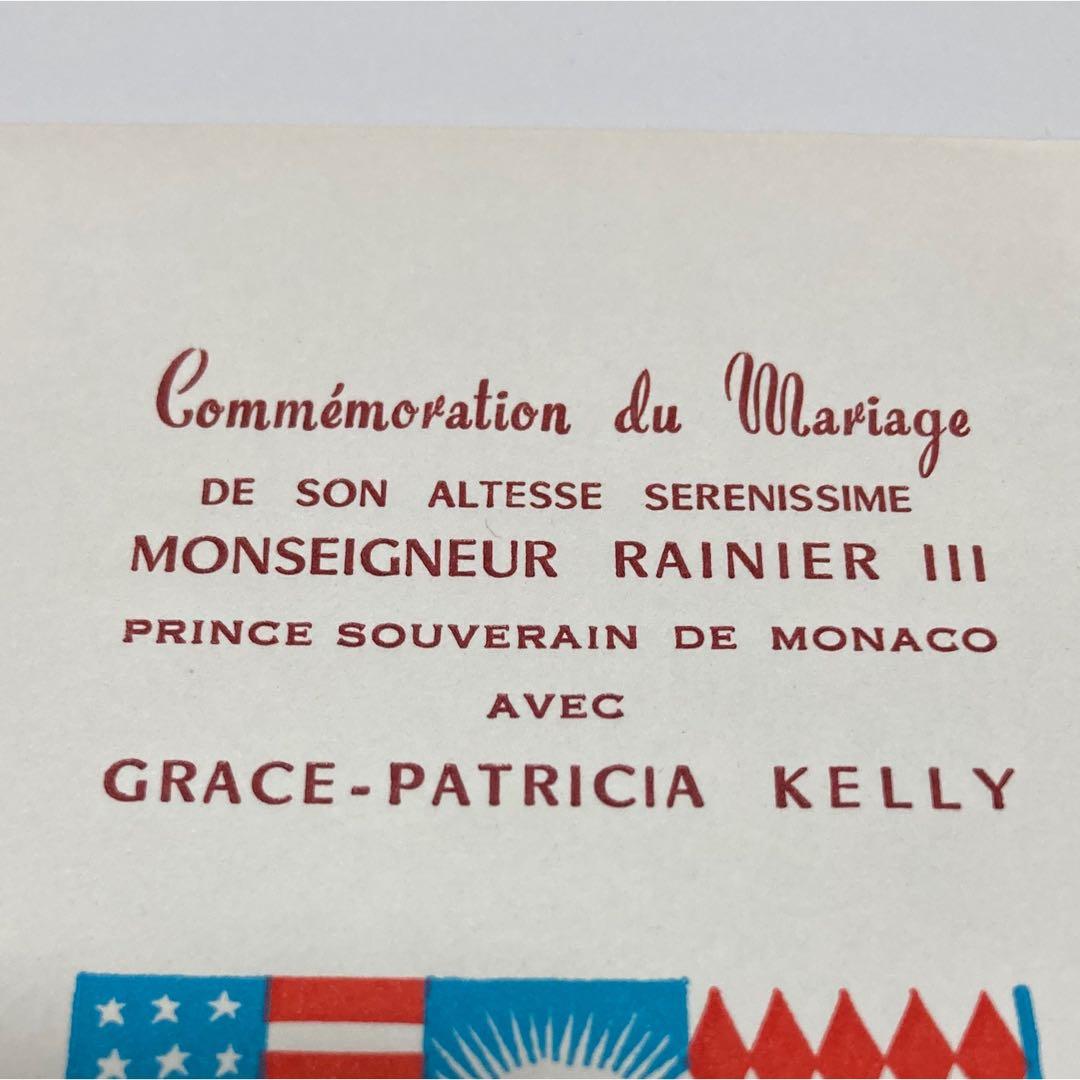 Commémoration du Mariage
DE SON ALTESSE SERENISSIME
MONSEIGNEUR RAINIER III
PRINCE SOUVERAIN DE MONACO
AVEC
GRACE-PATRICIA KELLY